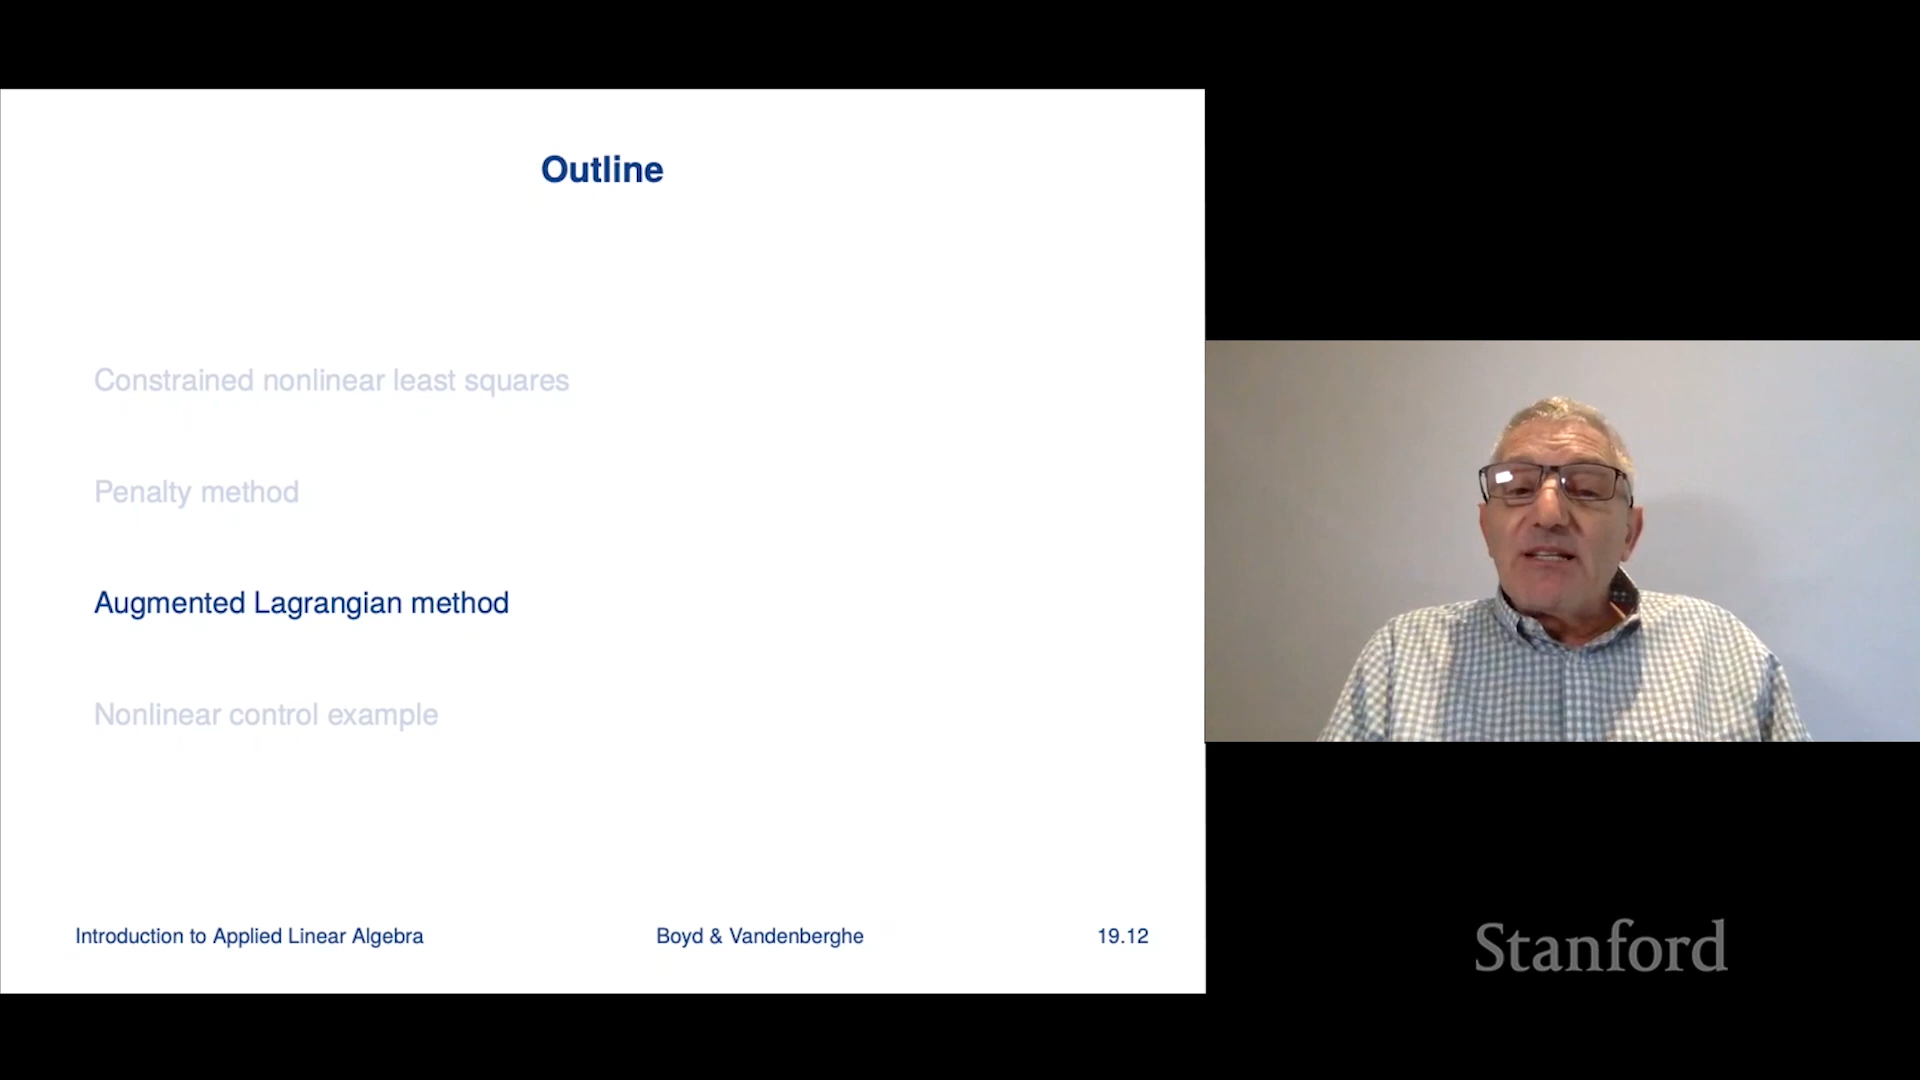 Outline
Constrained nonlinear least squares
Penalty method
Augmented Lagrangian method
Nonlinear control example
Introduction to Applied Linear Algebra
Boyd & Vandenberghe
19.12
Stanford